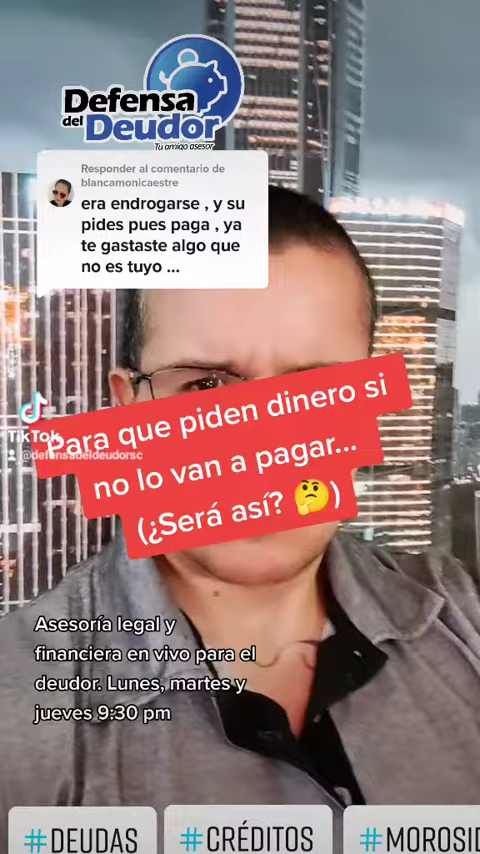 Defensa
del Deudor
Tu amigo asesor
Responder al comentario de
blancamonicaestre
era endrogarse , y su
pides pues paga , ya
te gastaste algo que
no es tuyo ...
Para que piden dinero si
no lo van a pagar...
(¿Será así? 🤔)
TikTok
@defensadeldeudorsc
Asesoría legal y
financiera en vivo para el
deudor. Lunes, martes y
jueves 9:30 pm
#DEUDAS #CRÉDITOS #MOROSID